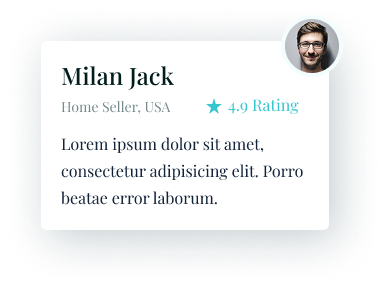 Milan Jack
Home Seller, USA ★ 4.9 Rating
Lorem ipsum dolor sit amet,
consectetur adipisicing elit. Porro
beatae error laborum.